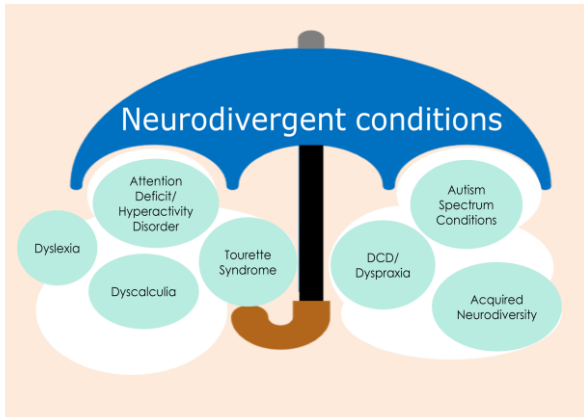 Neurodivergent conditions
Attention
Deficit/
Hyperactivity
Disorder
Autism
Spectrum
Conditions
Dyslexia
Tourette
Syndrome
DCD/
Dyspraxia
Dyscalculia
Acquired
Neurodiversity